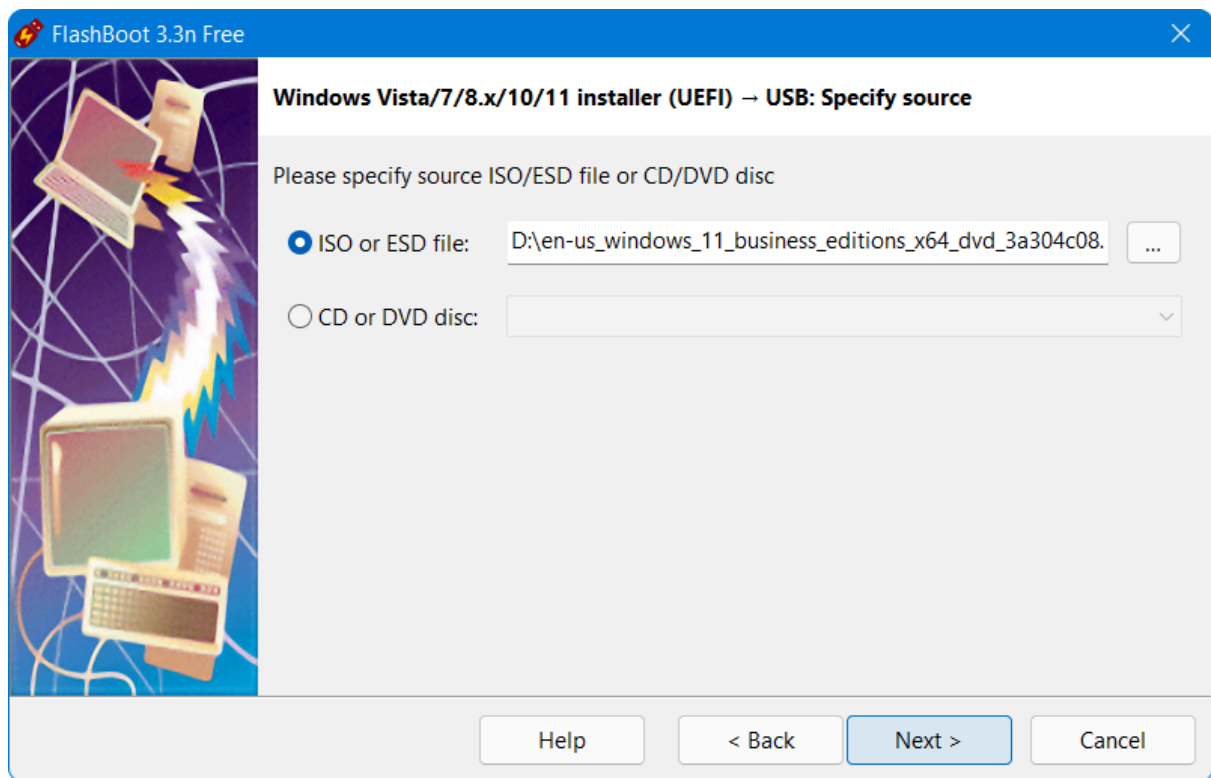 FlashBoot 3.3n Free
Windows Vista/7/8.x/10/11 installer (UEFI) → USB: Specify source
Please specify source ISO/ESD file or CD/DVD disc
ISO or ESD file: D:\en-us_windows_11_business_editions_x64_dvd_3a304c08. ...
CD or DVD disc:
Help < Back Next > Cancel